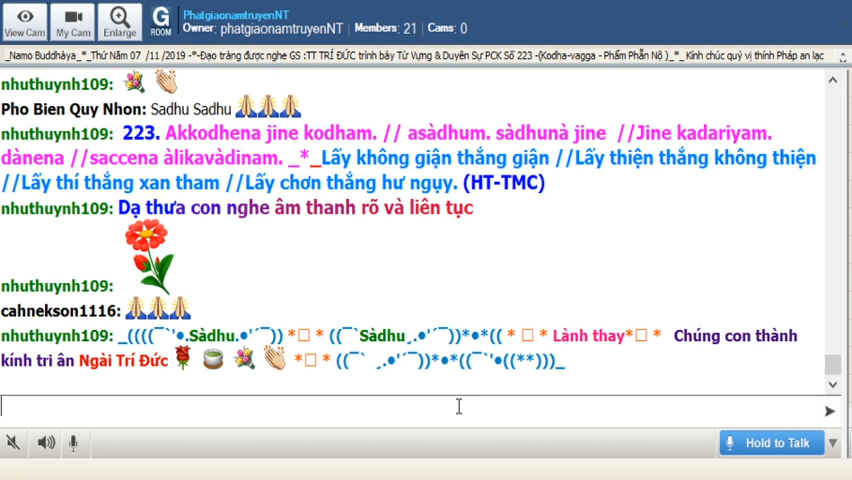 View Cam
My Cam
Enlarge
G
ROOM
PhatgiaonamtruyenNT
Owner: phatgiaonamtruyenNT Members: 21 Cams: 0
_Namo Buddhàya_*_Thứ Năm 07 /11 /2019 -*-Đạo tràng được nghe GS :TT TRÍ ĐỨC trình bày Từ Vựng & Duyên Sự PCK Số 223 -(Kodha-vagga - Phẩm Phẫn Nộ )_*_ Kính chúc quý vị thính Pháp an lạc
nhuthuynh109:
Pho Bien Quy Nhon: Sadhu Sadhu
nhuthuynh109: 223. Akkodhena jine kodham. // asàdhum. sàdhunà jine //Jine kadariyam.
dànena //saccena àlikavàdinam. _*_Lấy không giận thắng giận //Lấy thiện thắng không thiện
//Lấy thí thắng xan tham //Lấy chơn thắng hư ngụy. (HT-TMC)
nhuthuynh109: Dạ thưa con nghe âm thanh rõ và liên tục
nhuthuynh109:
cahnekson1116:
nhuthuynh109: _((((¯`'•.Sàdhu.•'´¯)) *□ * ((¯`Sàdhu¸.•'´¯))*•*(( * □ * Lành thay*□ * Chúng con thành
kính tri ân Ngài Trí Đức *□ * ((¯` ¸.•'´¯))*•*((¯`'•((**)))_
Hold to Talk